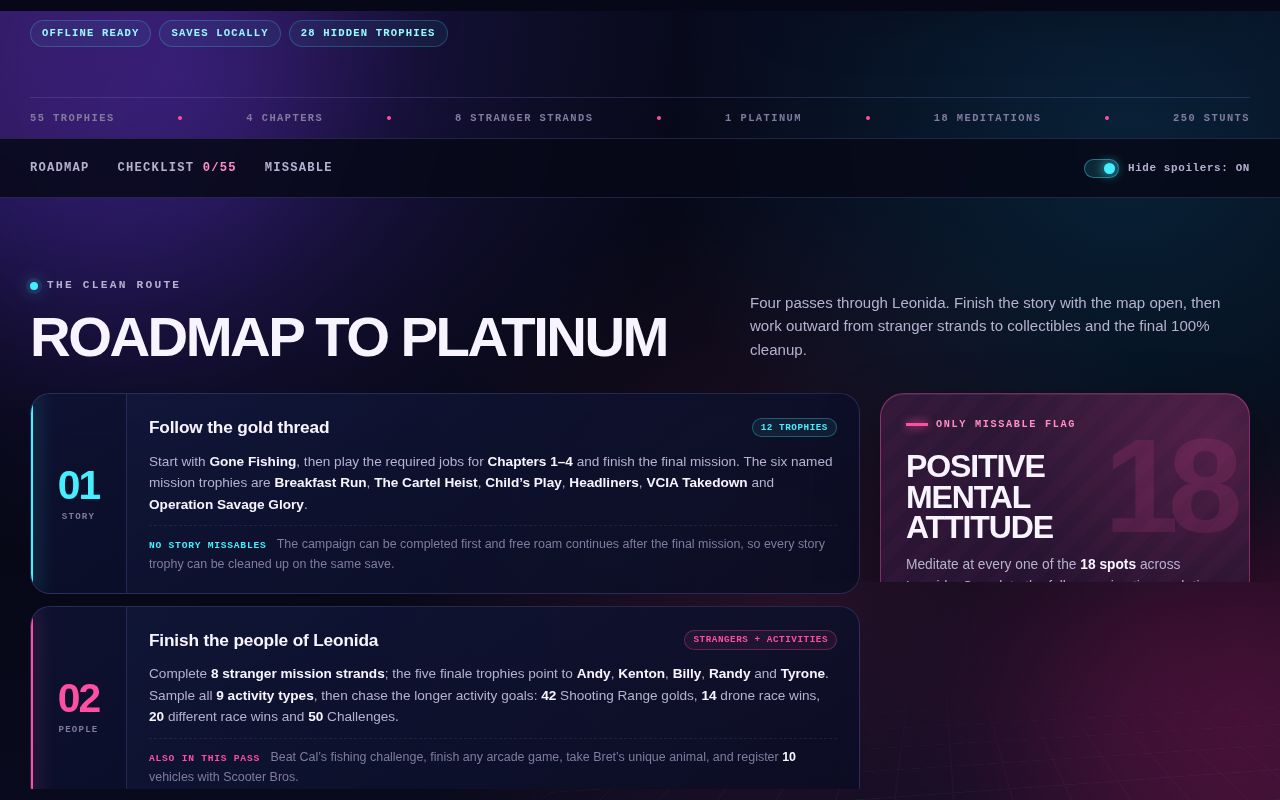 OFFLINE READY SAVES LOCALLY 28 HIDDEN TROPHIES
55 TROPHIES • 4 CHAPTERS • 8 STRANGER STRANDS • 1 PLATINUM • 18 MEDITATIONS • 250 STUNTS
ROADMAP CHECKLIST 0/55 MISSABLE Hide spoilers: ON
THE CLEAN ROUTE
ROADMAP TO PLATINUM
Four passes through Leonida. Finish the story with the map open, then
work outward from stranger strands to collectibles and the final 100%
cleanup.
01
STORY
Follow the gold thread
12 TROPHIES
Start with Gone Fishing, then play the required jobs for Chapters 1–4 and finish the final mission. The six named
mission trophies are Breakfast Run, The Cartel Heist, Child’s Play, Headliners, VCIA Takedown and
Operation Savage Glory.
NO STORY MISSABLES The campaign can be completed first and free roam continues after the final mission, so every story
trophy can be cleaned up on the same save.
ONLY MISSABLE FLAG
18
POSITIVE
MENTAL
ATTITUDE
Meditate at every one of the 18 spots across
02
PEOPLE
Finish the people of Leonida
STRANGERS + ACTIVITIES
Complete 8 stranger mission strands; the five finale trophies point to Andy, Kenton, Billy, Randy and Tyrone.
Sample all 9 activity types, then chase the longer activity goals: 42 Shooting Range golds, 14 drone race wins,
20 different race wins and 50 Challenges.
ALSO IN THIS PASS Beat Cal’s fishing challenge, finish any arcade game, take Bret’s unique animal, and register 10
vehicles with Scooter Bros.